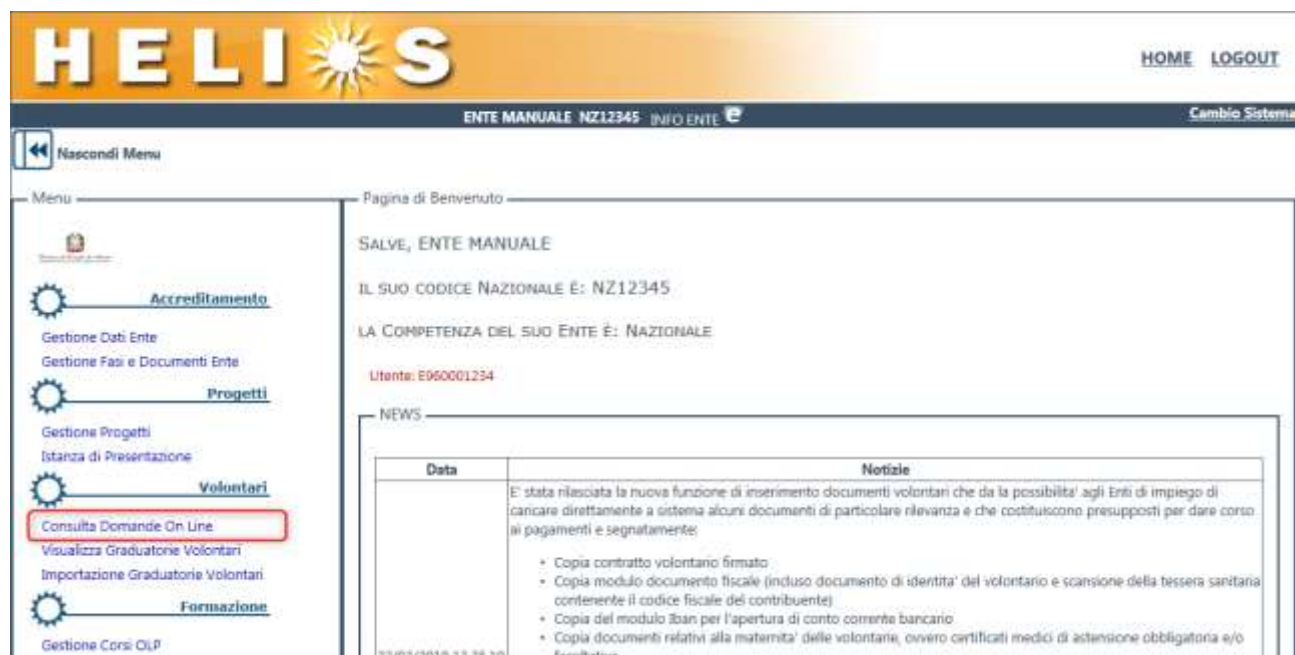 HELIOS
HOME LOGOUT
ENTE MANUALE NZ12345 INFO ENTE e
Cambio Sistema
Nascondi Menu
Menu
Accreditamento
Gestione Dati Ente
Gestione Fasi e Documenti Ente
Progetti
Gestione Progetti
Istanza di Presentazione
Volontari
Consulta Domande On Line
Visualizza Graduatorie Volontari
Importazione Graduatorie Volontari
Formazione
Gestione Corsi OLP
Pagina di Benvenuto
SALVE, ENTE MANUALE
IL SUO CODICE NAZIONALE È: NZ12345
LA COMPETENZA DEL SUO ENTE È: NAZIONALE
Utente: E960001234
NEWS
Data Notizie
E' stata rilasciata la nuova funzione di inserimento documenti volontari che da la possibilita' agli Enti di impiego di
caricare direttamente a sistema alcuni documenti di particolare rilevanza e che costituiscono presupposti per dare corso
ai pagamenti e segnatamente:
• Copia contratto volontario firmato
• Copia modulo documento fiscale (incluso documento di identita' del volontario e scansione della tessera sanitaria
contenente il codice fiscale del contribuente)
• Copia del modulo Iban per l'apertura di conto corrente bancario
• Copia documenti relativi alla maternita' delle volontarie, ovvero certificati medici di astensione obbligatoria e/o